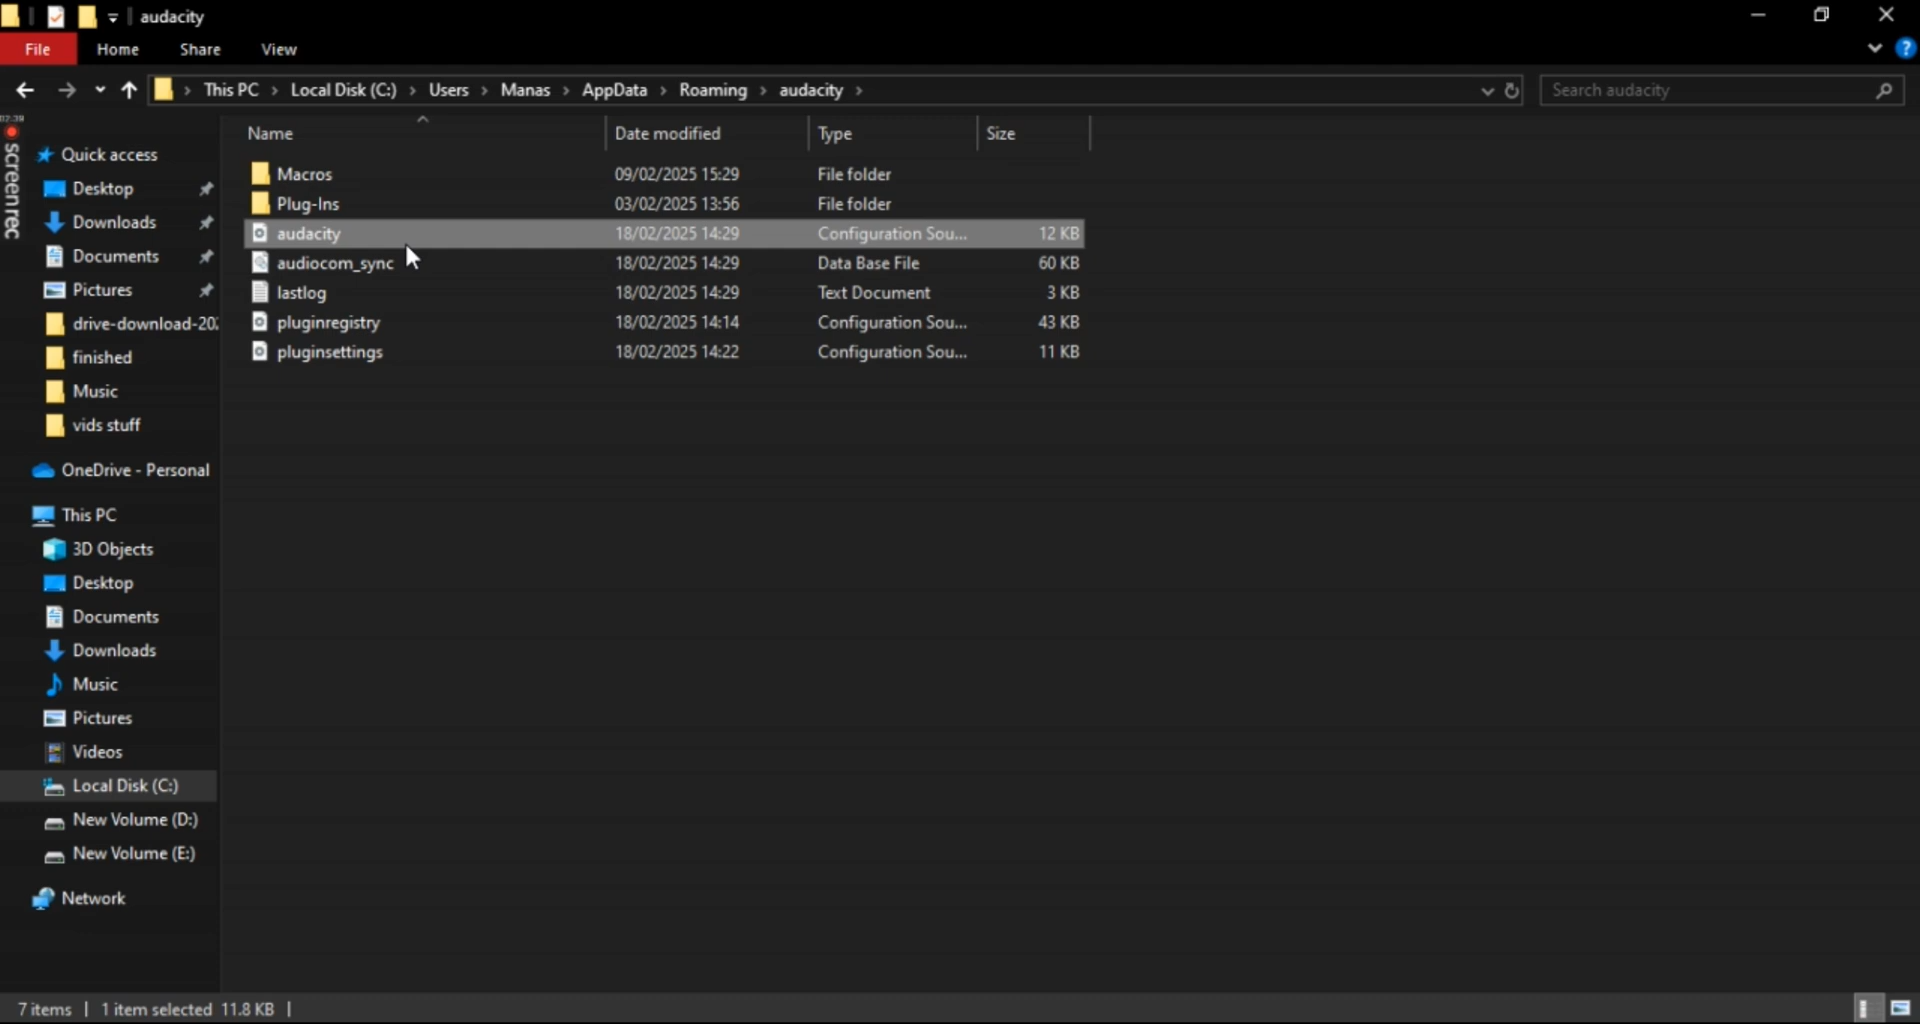 audacity
File Home Share View
This PC Local Disk (C:) Users Manas AppData Roaming audacity Search audacity
02:39
screenrec
Name Date modified Type Size
Quick access
Desktop
Downloads
Documents
Pictures
drive-download-202
finished
Music
vids stuff
OneDrive - Personal
This PC
3D Objects
Desktop
Documents
Downloads
Music
Pictures
Videos
Local Disk (C:)
New Volume (D:)
New Volume (E:)
Network
Macros 09/02/2025 15:29 File folder
Plug-Ins 03/02/2025 13:56 File folder
audacity 18/02/2025 14:29 Configuration Sou... 12 KB
audiocom_sync 18/02/2025 14:29 Data Base File 60 KB
lastlog 18/02/2025 14:29 Text Document 3 KB
pluginregistry 18/02/2025 14:14 Configuration Sou... 43 KB
pluginsettings 18/02/2025 14:22 Configuration Sou... 11 KB
7 items 1 item selected 11.8 KB